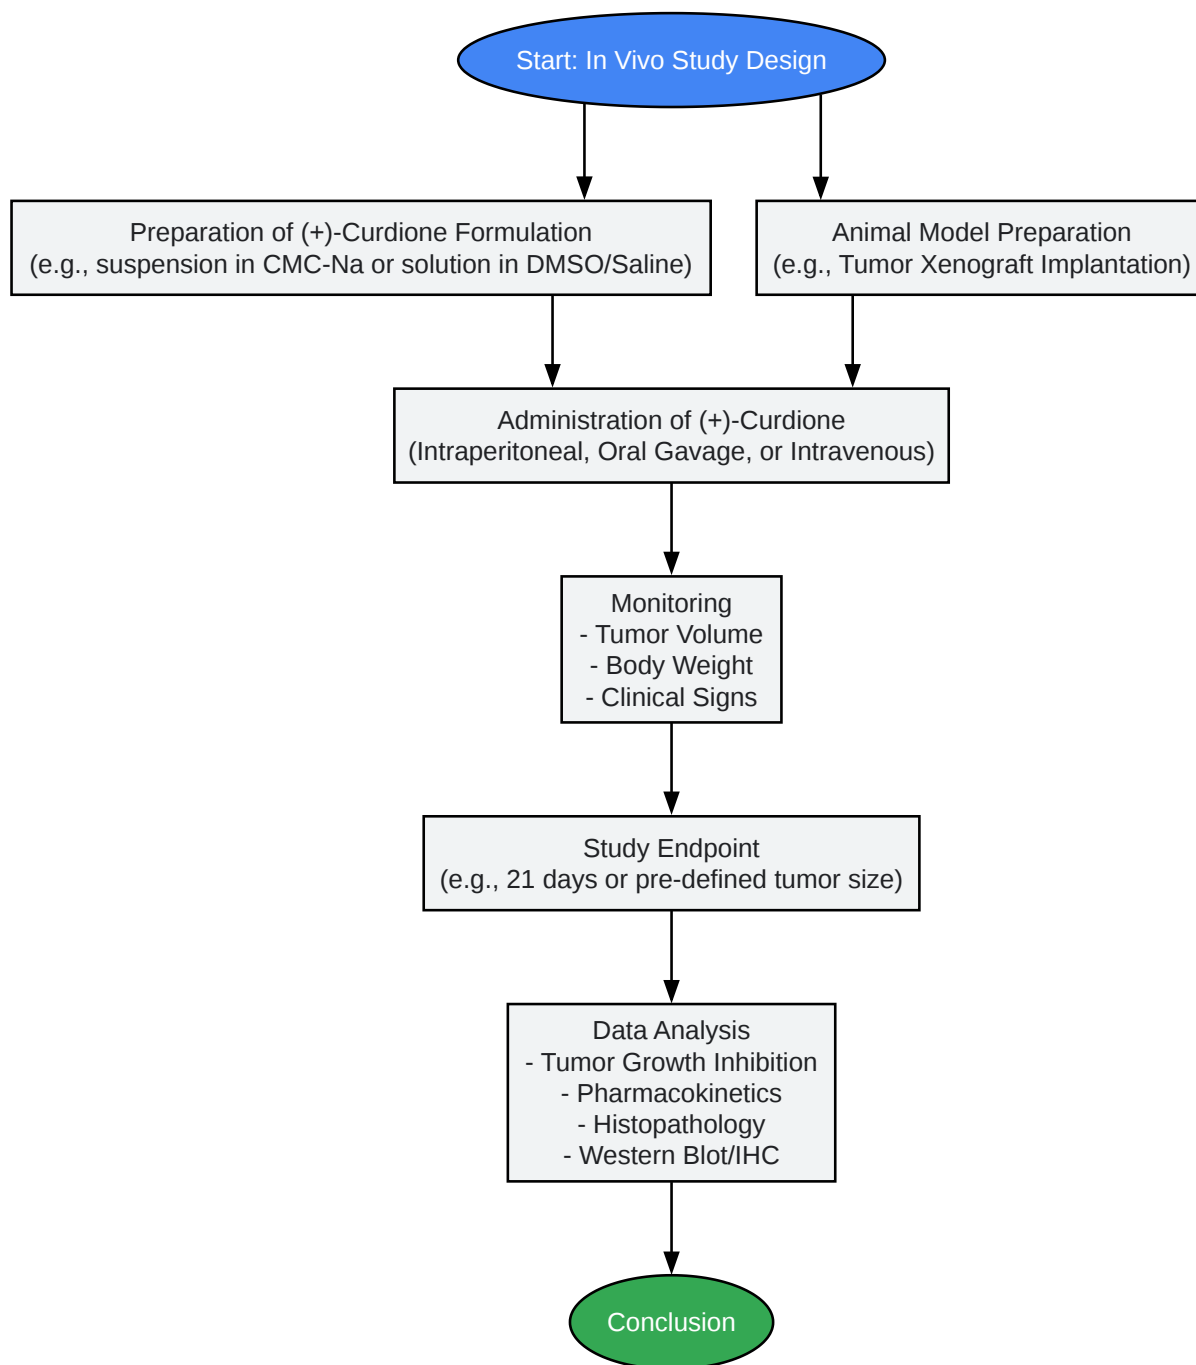 Start: In Vivo Study Design
Preparation of (+)-Curdione Formulation
(e.g., suspension in CMC-Na or solution in DMSO/Saline)
Animal Model Preparation
(e.g., Tumor Xenograft Implantation)
Administration of (+)-Curdione
(Intraperitoneal, Oral Gavage, or Intravenous)
Monitoring
- Tumor Volume
- Body Weight
- Clinical Signs
Study Endpoint
(e.g., 21 days or pre-defined tumor size)
Data Analysis
- Tumor Growth Inhibition
- Pharmacokinetics
- Histopathology
- Western Blot/IHC
Conclusion